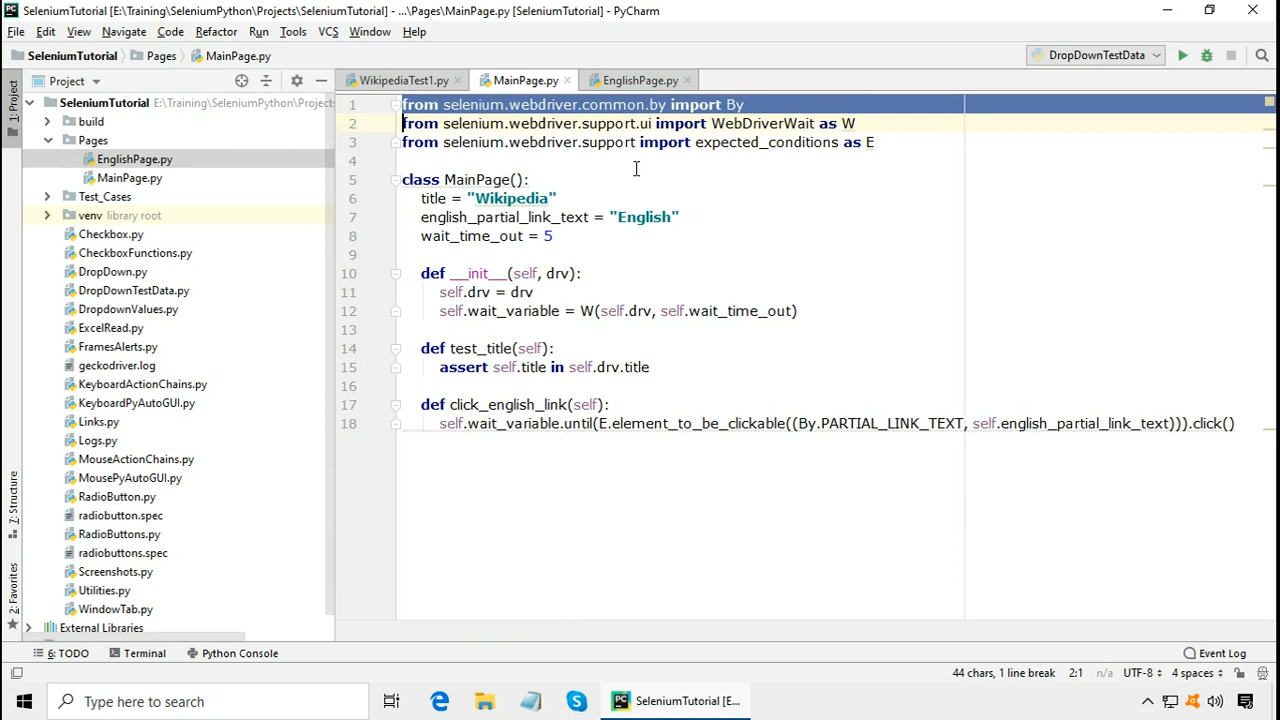 SeleniumTutorial [E:\Training\SeleniumPython\Projects\SeleniumTutorial] - ...\Pages\MainPage.py [SeleniumTutorial] - PyCharm
File Edit View Navigate Code Refactor Run Tools VCS Window Help
SeleniumTutorial Pages MainPage.py DropDownTestData
1: Project
Project
WikipediaTest1.py MainPage.py EnglishPage.py
SeleniumTutorial E:\Training\SeleniumPython\Projects
build
Pages
EnglishPage.py
MainPage.py
Test_Cases
venv library root
Checkbox.py
CheckboxFunctions.py
DropDown.py
DropDownTestData.py
DropdownValues.py
ExcelRead.py
FramesAlerts.py
geckodriver.log
KeyboardActionChains.py
KeyboardPyAutoGUI.py
Links.py
Logs.py
MouseActionChains.py
MousePyAutoGUI.py
RadioButton.py
radiobutton.spec
RadioButtons.py
radiobuttons.spec
Screenshots.py
Utilities.py
WindowTab.py
External Libraries
7: Structure
2: Favorites
1 from selenium.webdriver.common.by import By
2 from selenium.webdriver.support.ui import WebDriverWait as W
3 from selenium.webdriver.support import expected_conditions as E
4
5 class MainPage():
6 title = "Wikipedia"
7 english_partial_link_text = "English"
8 wait_time_out = 5
9
10 def __init__(self, drv):
11 self.drv = drv
12 self.wait_variable = W(self.drv, self.wait_time_out)
13
14 def test_title(self):
15 assert self.title in self.drv.title
16
17 def click_english_link(self):
18 self.wait_variable.until(E.element_to_be_clickable((By.PARTIAL_LINK_TEXT, self.english_partial_link_text))).click()
6: TODO Terminal Python Console Event Log
44 chars, 1 line break 2:1 n/a UTF-8 4 spaces
Type here to search
SeleniumTutorial [E...